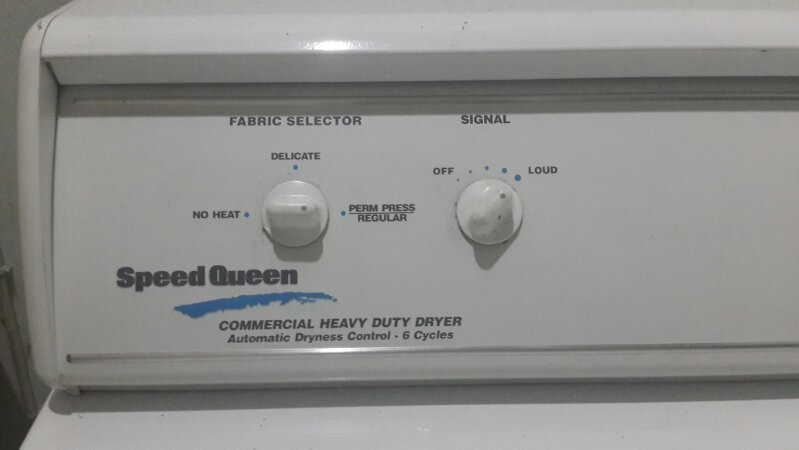 FABRIC SELECTOR
SIGNAL
DELICATE
OFF
LOUD
NO HEAT
PERM PRESS
REGULAR
Speed Queen
COMMERCIAL HEAVY DUTY DRYER
Automatic Dryness Control - 6 Cycles